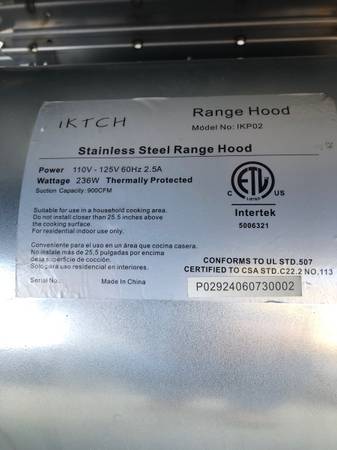 IKTCH
Range Hood
Model No: IKP02
Stainless Steel Range Hood
Power 110V - 125V 60Hz 2.5A
Wattage 236W Thermally Protected
Suction Capacity: 900CFM
C ETL US
LISTED
Intertek
5006321
Suitable for use in a household cooking area.
Do not install closer than 25.5 inches above
the cooking surface.
For residential indoor use only.
Conveniente para el uso en un área que cocina casera.
No instale más de 25,5 pulgadas por encima
desa superficie de cocción.
Solo para uso residencial en interiores.
CONFORMS TO UL STD.507
CERTIFIED TO CSA STD.C22.2 NO.113
Serial No.:
Made In China
P02924060730002